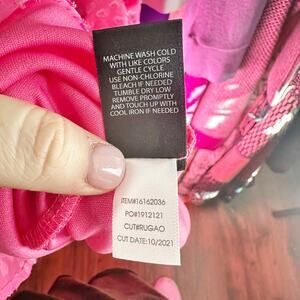 MACHINE WASH COLD
WITH LIKE COLORS
GENTLE CYCLE
USE NON-CHLORINE
BLEACH IF NEEDED
TUMBLE DRY LOW
REMOVE PROMPTLY
AND TOUCH UP WITH
COOL IRON IF NEEDED
ITEM#16162036
PO#1912121
CUT#RUGAO
CUT DATE:10/2021